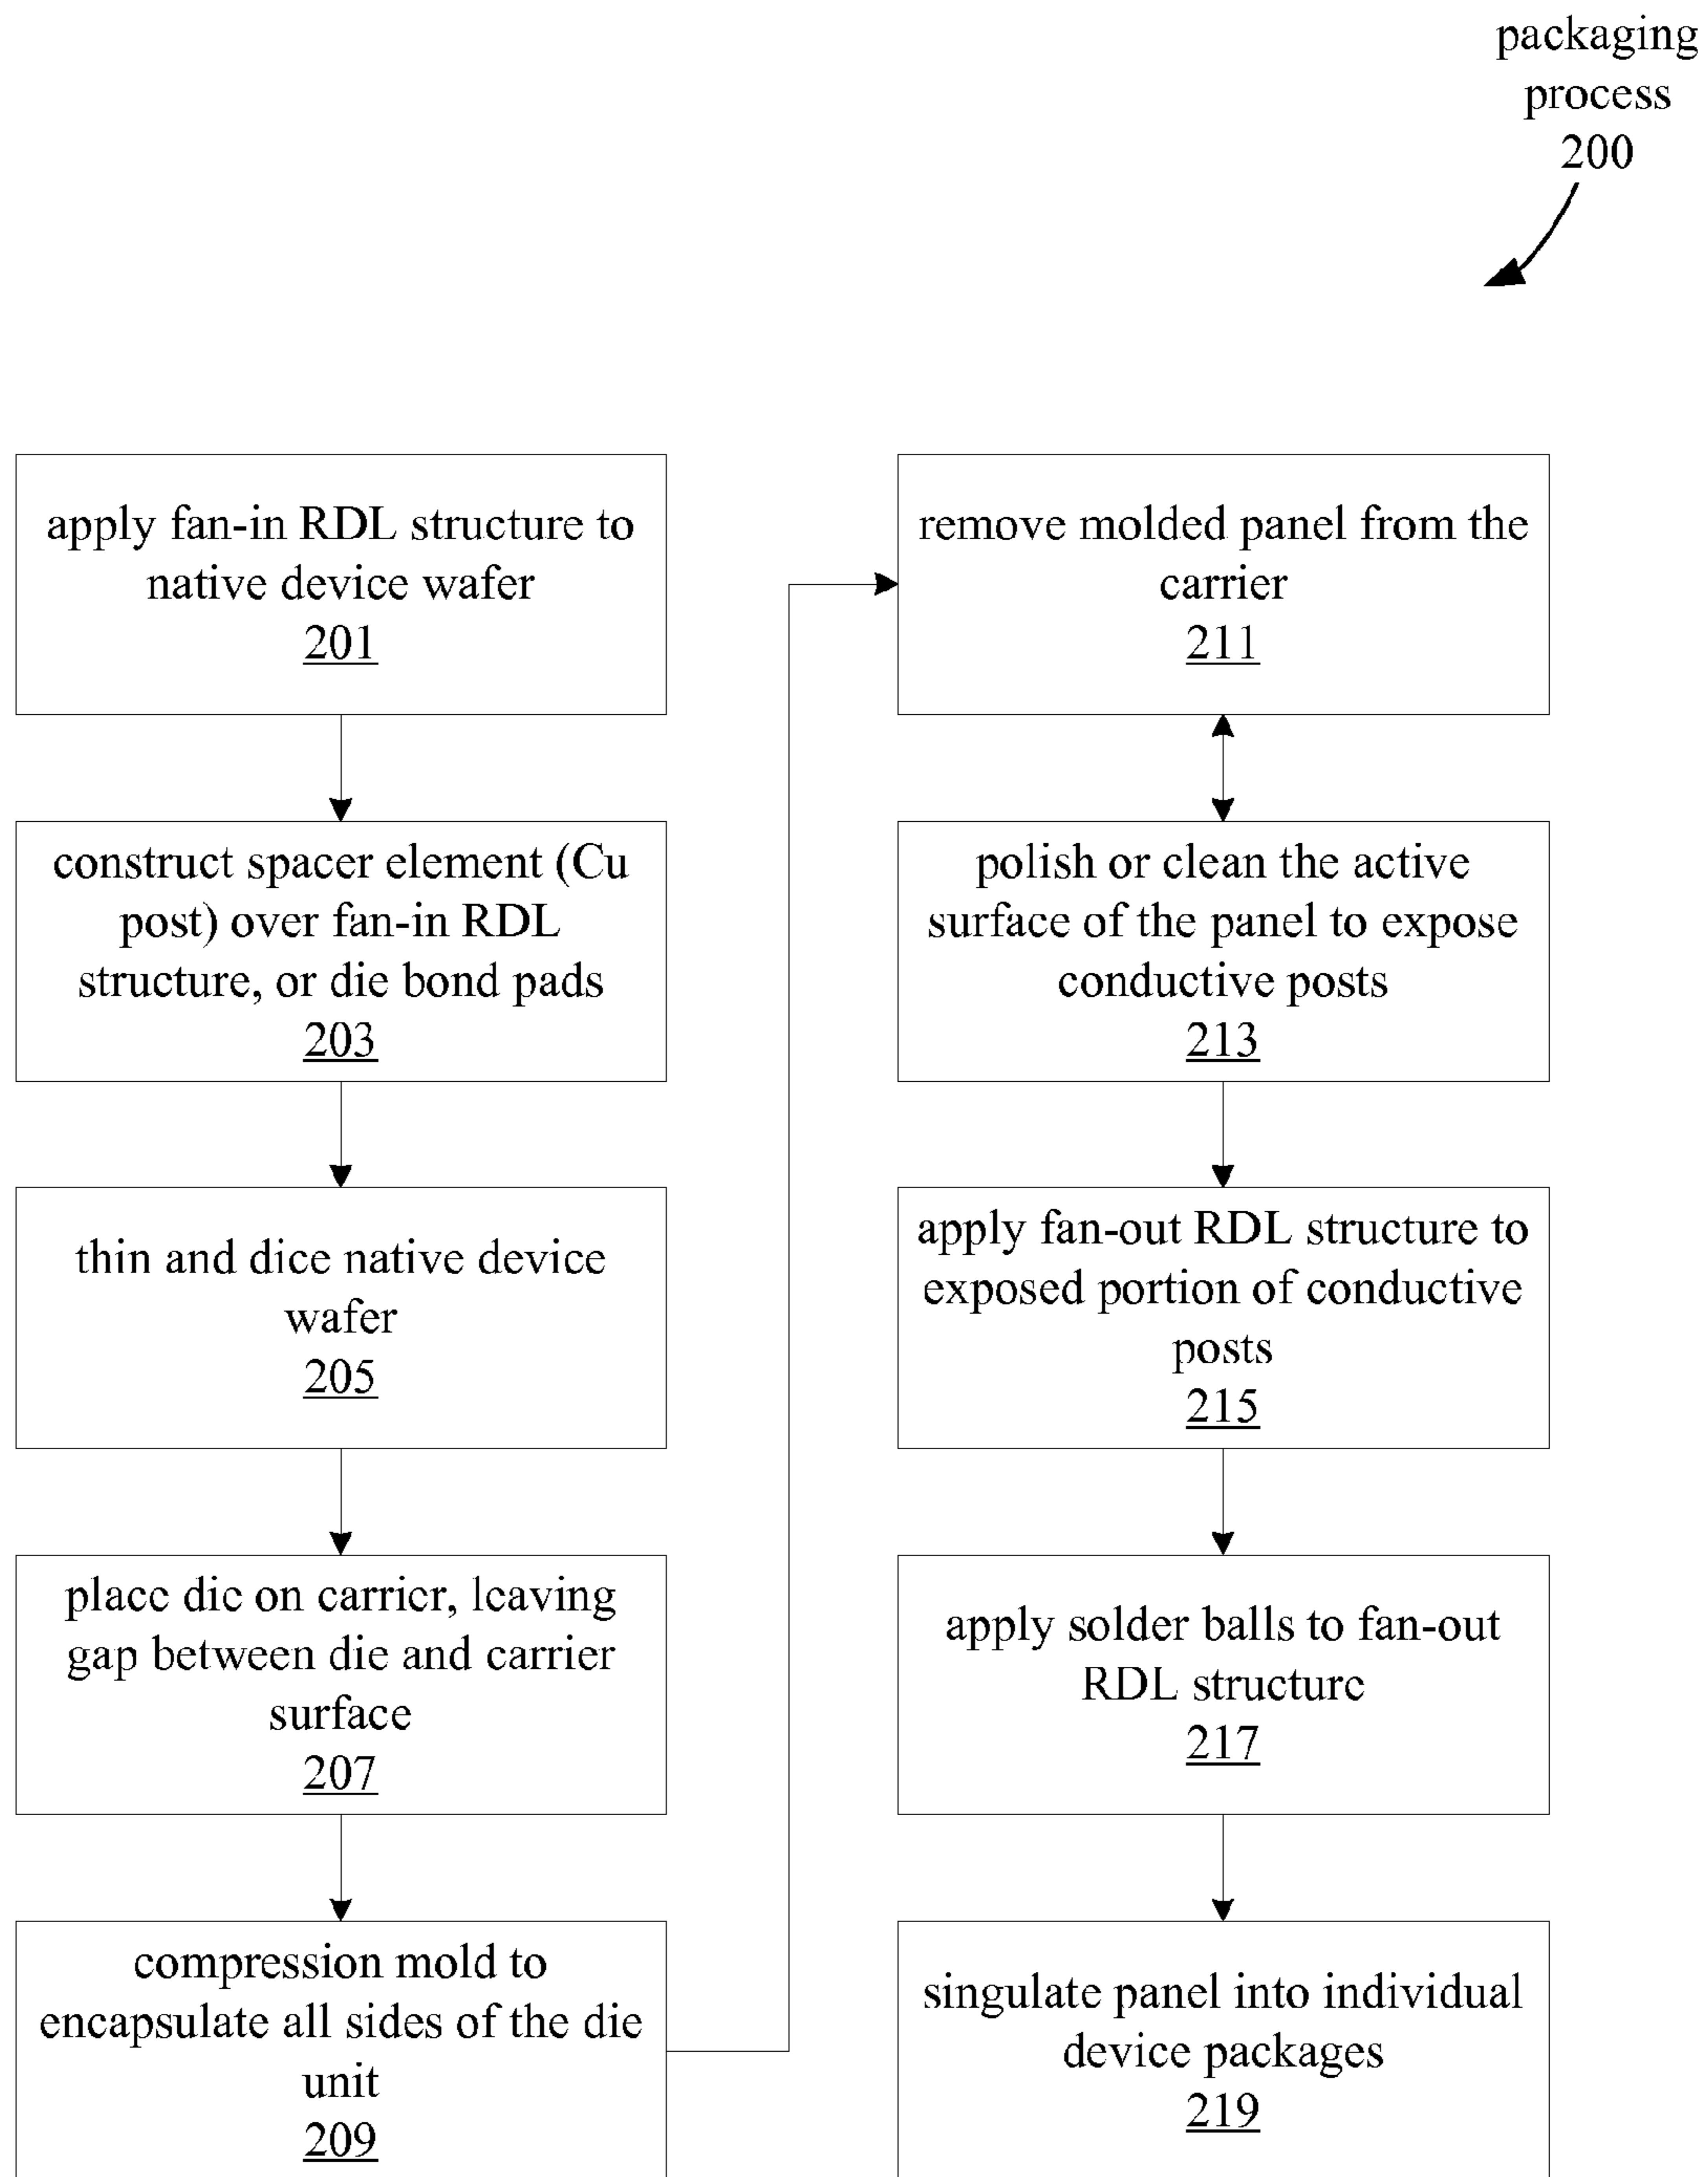 packaging
process
200
apply fan-in RDL structure to
native device wafer
201
construct spacer element (Cu
post) over fan-in RDL
structure, or die bond pads
203
thin and dice native device
wafer
205
place die on carrier, leaving
gap between die and carrier
surface
207
compression mold to
encapsulate all sides of the die
unit
209
remove molded panel from the
carrier
211
polish or clean the active
surface of the panel to expose
conductive posts
213
apply fan-out RDL structure to
exposed portion of conductive
posts
215
apply solder balls to fan-out
RDL structure
217
singulate panel into individual
device packages
219